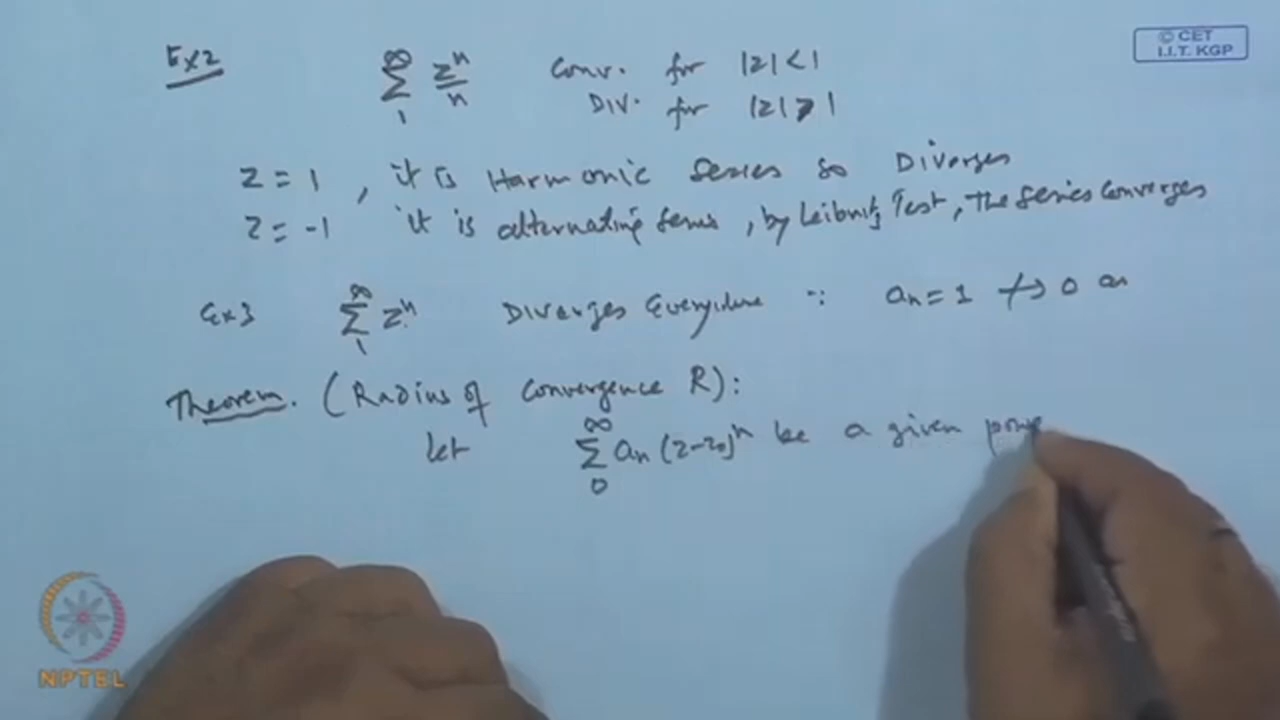 © CET
I.I.T. KGP
Ex2 ∞ Σ 1 zⁿ/n Conv. for |z| < 1
DIV. for |z| > 1
z = 1 , it is Harmonic Series so Diverges
z = -1 it is alternating series , by Leibnitz Test, the series converges
Ex3 ∞ Σ 1 zⁿ Diverges Everywhere ∵ aₙ = 1 ↛ 0 as
Theorem. (Radius of Convergence R):
let ∞ Σ 0 aₙ (z-z₀)ⁿ be a given powe
NPTEL